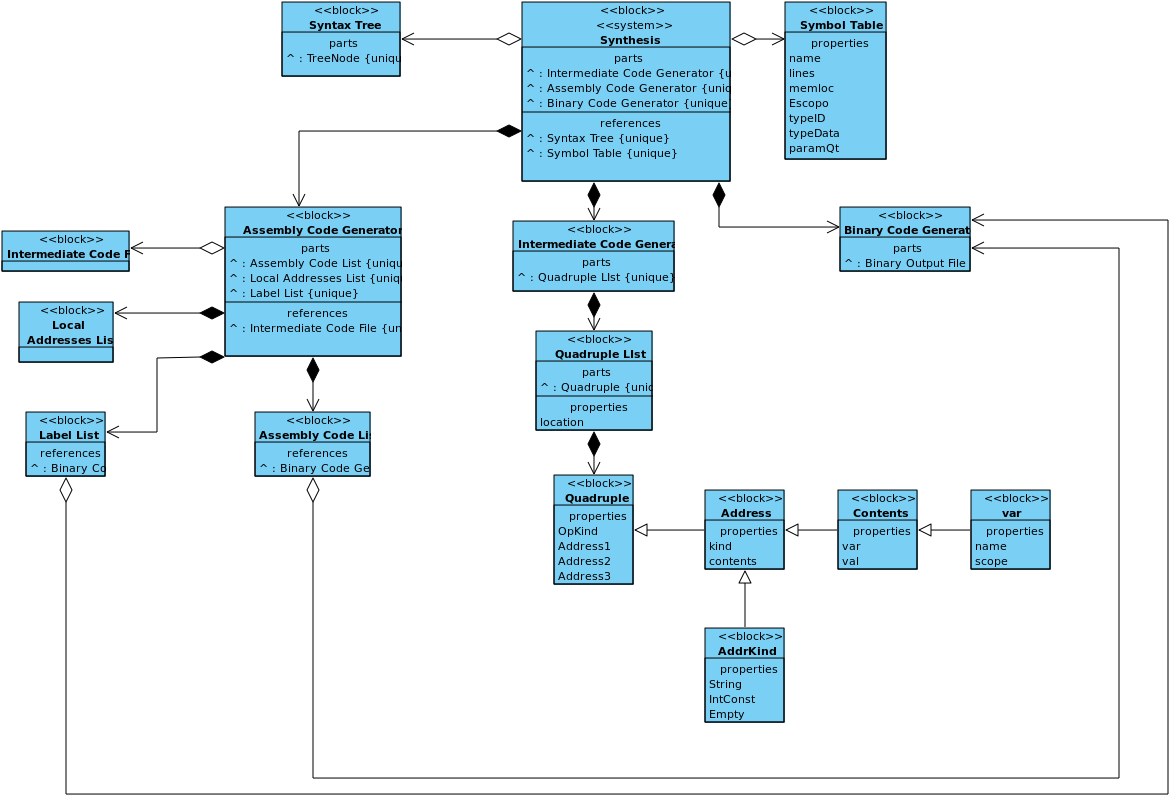 <<block>>
Syntax Tree
parts
^ : TreeNode {uniqu
<<block>>
<<system>>
Synthesis
parts
^ : Intermediate Code Generator {u
^ : Assembly Code Generator {uniq
^ : Binary Code Generator {unique
references
^ : Syntax Tree {unique}
^ : Symbol Table {unique}
<<block>>
Symbol Table
properties
name
lines
memloc
Escopo
typeID
typeData
paramQt
<<block>>
Intermediate Code F
<<block>>
Assembly Code Generator
parts
^ : Assembly Code List {uniqu
^ : Local Addresses List {uniq
^ : Label List {unique}
references
^ : Intermediate Code File {un
<<block>>
Intermediate Code Genera
parts
^ : Quadruple LIst {unique}
<<block>>
Binary Code Generat
parts
^ : Binary Output File
<<block>>
Local
Addresses Lis
<<block>>
Quadruple LIst
parts
^ : Quadruple {uniq
properties
location
<<block>>
Label List
references
^ : Binary Co
<<block>>
Assembly Code Li
references
^ : Binary Code Ge
<<block>>
Quadruple
properties
OpKind
Address1
Address2
Address3
<<block>>
Address
properties
kind
contents
<<block>>
Contents
properties
var
val
<<block>>
var
properties
name
scope
<<block>>
AddrKind
properties
String
IntConst
Empty